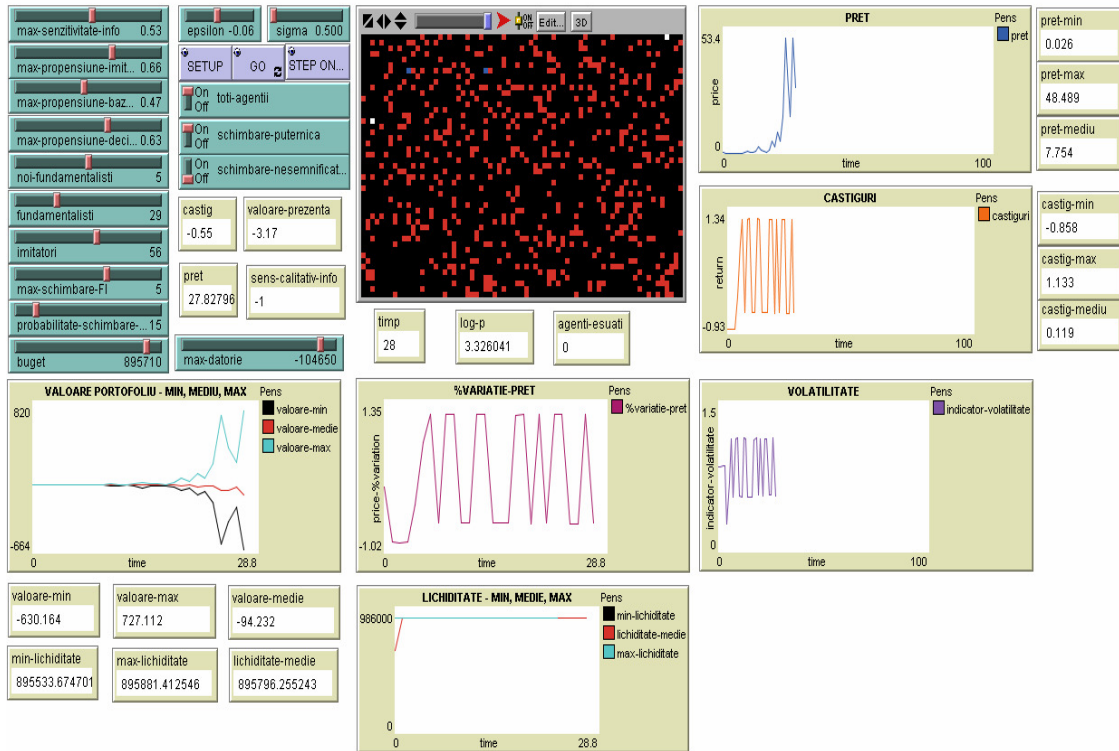 max-senzitivitate-info 0.53
max-propensiune-imit... 0.66
max-propensiune-baz... 0.47
max-propensiune-deci... 0.63
noi-fundamentalisti 5
fundamentalisti 29
imitatori 56
max-schimbare-FI 5
probabilitate-schimbare-... 15
buget 895710
epsilon -0.06
sigma 0.500
SETUP
GO
STEP ON...
On
Off
toti-agentii
On
Off
schimbare-puternica
On
Off
schimbare-nesemnificat...
castig
-0.55
valoare-prezenta
-3.17
pret
27.82796
sens-calitativ-info
-1
max-datorie -104650
ON
OFF
Edit...
3D
timp
28
log-p
3.326041
agenti-esuati
0
PRET
Pens
pret
53.4
price
0
0
time
100
pret-min
0.026
pret-max
48.489
pret-mediu
7.754
CASTIGURI
Pens
castiguri
1.34
return
-0.93
0
time
100
castig-min
-0.858
castig-max
1.133
castig-mediu
0.119
VALOARE PORTOFOLIU - MIN, MEDIU, MAX
Pens
valoare-min
valoare-medie
valoare-max
820
-664
0
time
28.8
%VARIATIE-PRET
Pens
%variatie-pret
1.35
price-%variation
-1.02
0
time
28.8
VOLATILITATE
Pens
indicator-volatilitate
1.5
indicator-volatilitate
0
0
time
100
valoare-min
-630.164
valoare-max
727.112
valoare-medie
-94.232
min-lichiditate
895533.674701
max-lichiditate
895881.412546
lichiditate-medie
895796.255243
LICHIDITATE - MIN, MEDIE, MAX
Pens
min-lichiditate
lichiditate-medie
max-lichiditate
986000
0
0
time
28.8